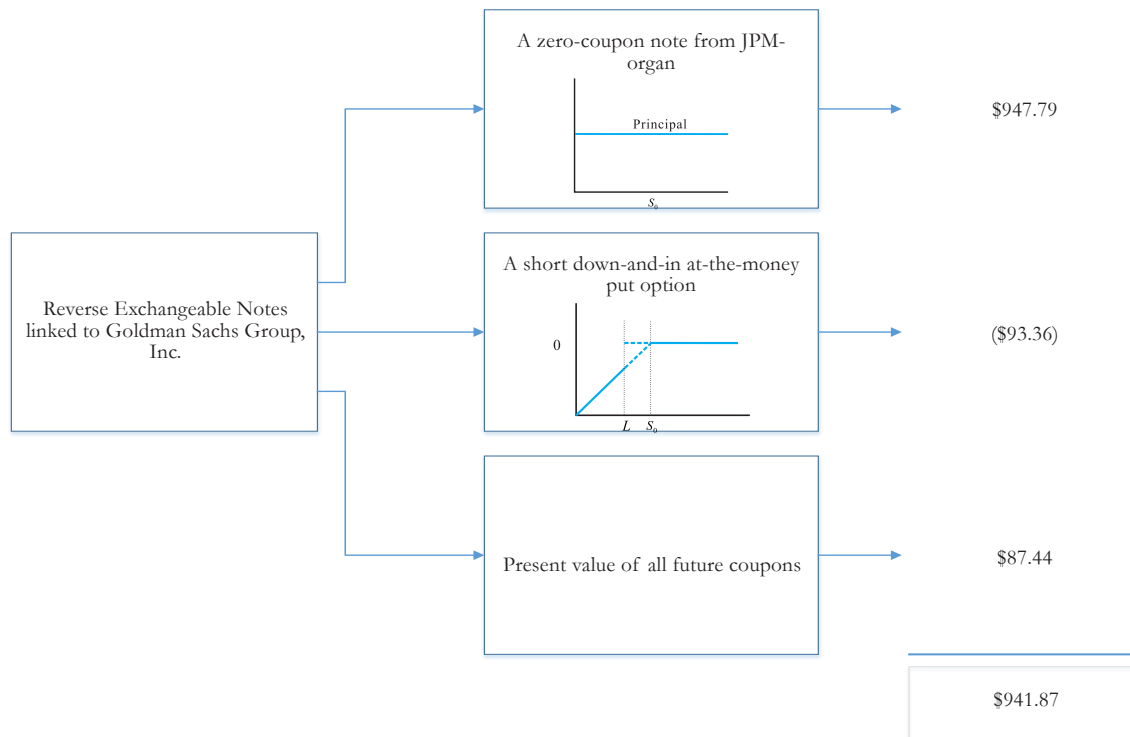 A zero-coupon note from JPM-
organ
Principal
S₀
$947.79
Reverse Exchangeable Notes
linked to Goldman Sachs Group,
Inc.
A short down-and-in at-the-money
put option
0
L S₀
($93.36)
Present value of all future coupons
$87.44
$941.87